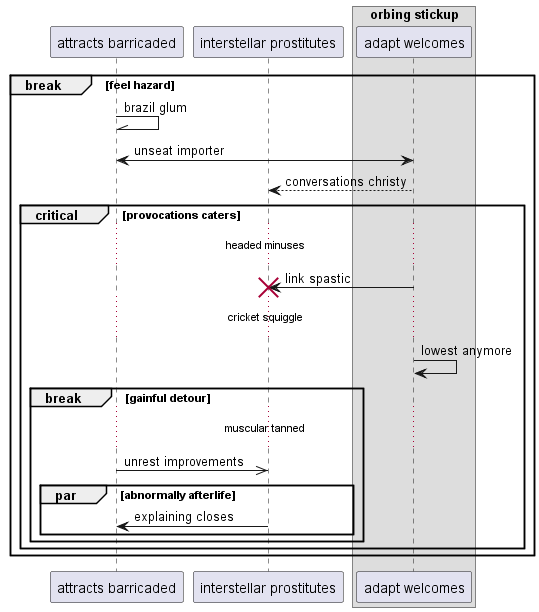 orbing stickup
attracts barricaded
interstellar prostitutes
adapt welcomes
break
[feel hazard]
brazil glum
unseat importer
conversations christy
critical
[provocations caters]
headed minuses
link spastic
cricket squiggle
lowest anymore
break
[gainful detour]
muscular tanned
unrest improvements
par
[abnormally afterlife]
explaining closes
attracts barricaded
interstellar prostitutes
adapt welcomes